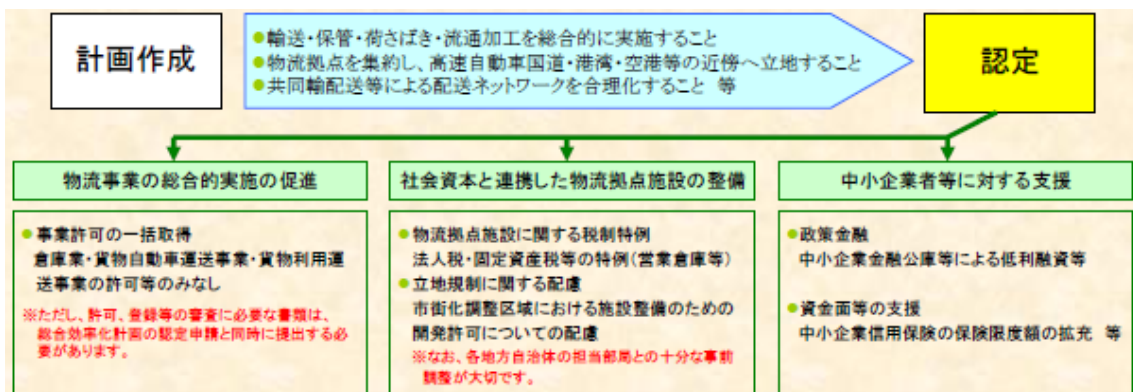 計画作成
●輸送・保管・荷さばき・流通加工を総合的に実施すること
●物流拠点を集約し、高速自動車国道・港湾・空港等の近傍へ立地すること
●共同輸配送等による配送ネットワークを合理化すること 等
認定
物流事業の総合的実施の促進
●事業許可の一括取得
倉庫業・貨物自動車運送事業・貨物利用運
送事業の許可等のみなし
※ただし、許可、登録等の審査に必要な書類は、
総合効率化計画の認定申請と同時に提出する必
要があります。
社会資本と連携した物流拠点施設の整備
●物流拠点施設に関する税制特例
法人税・固定資産税等の特例(営業倉庫等)
●立地規制に関する配慮
市街化調整区域における施設整備のための
開発許可についての配慮
※なお、各地方自治体の担当部局との十分な事前
調整が大切です。
中小企業者等に対する支援
●政策金融
中小企業金融公庫等による低利融資等
●資金面等の支援
中小企業信用保険の保険限度額の拡充 等